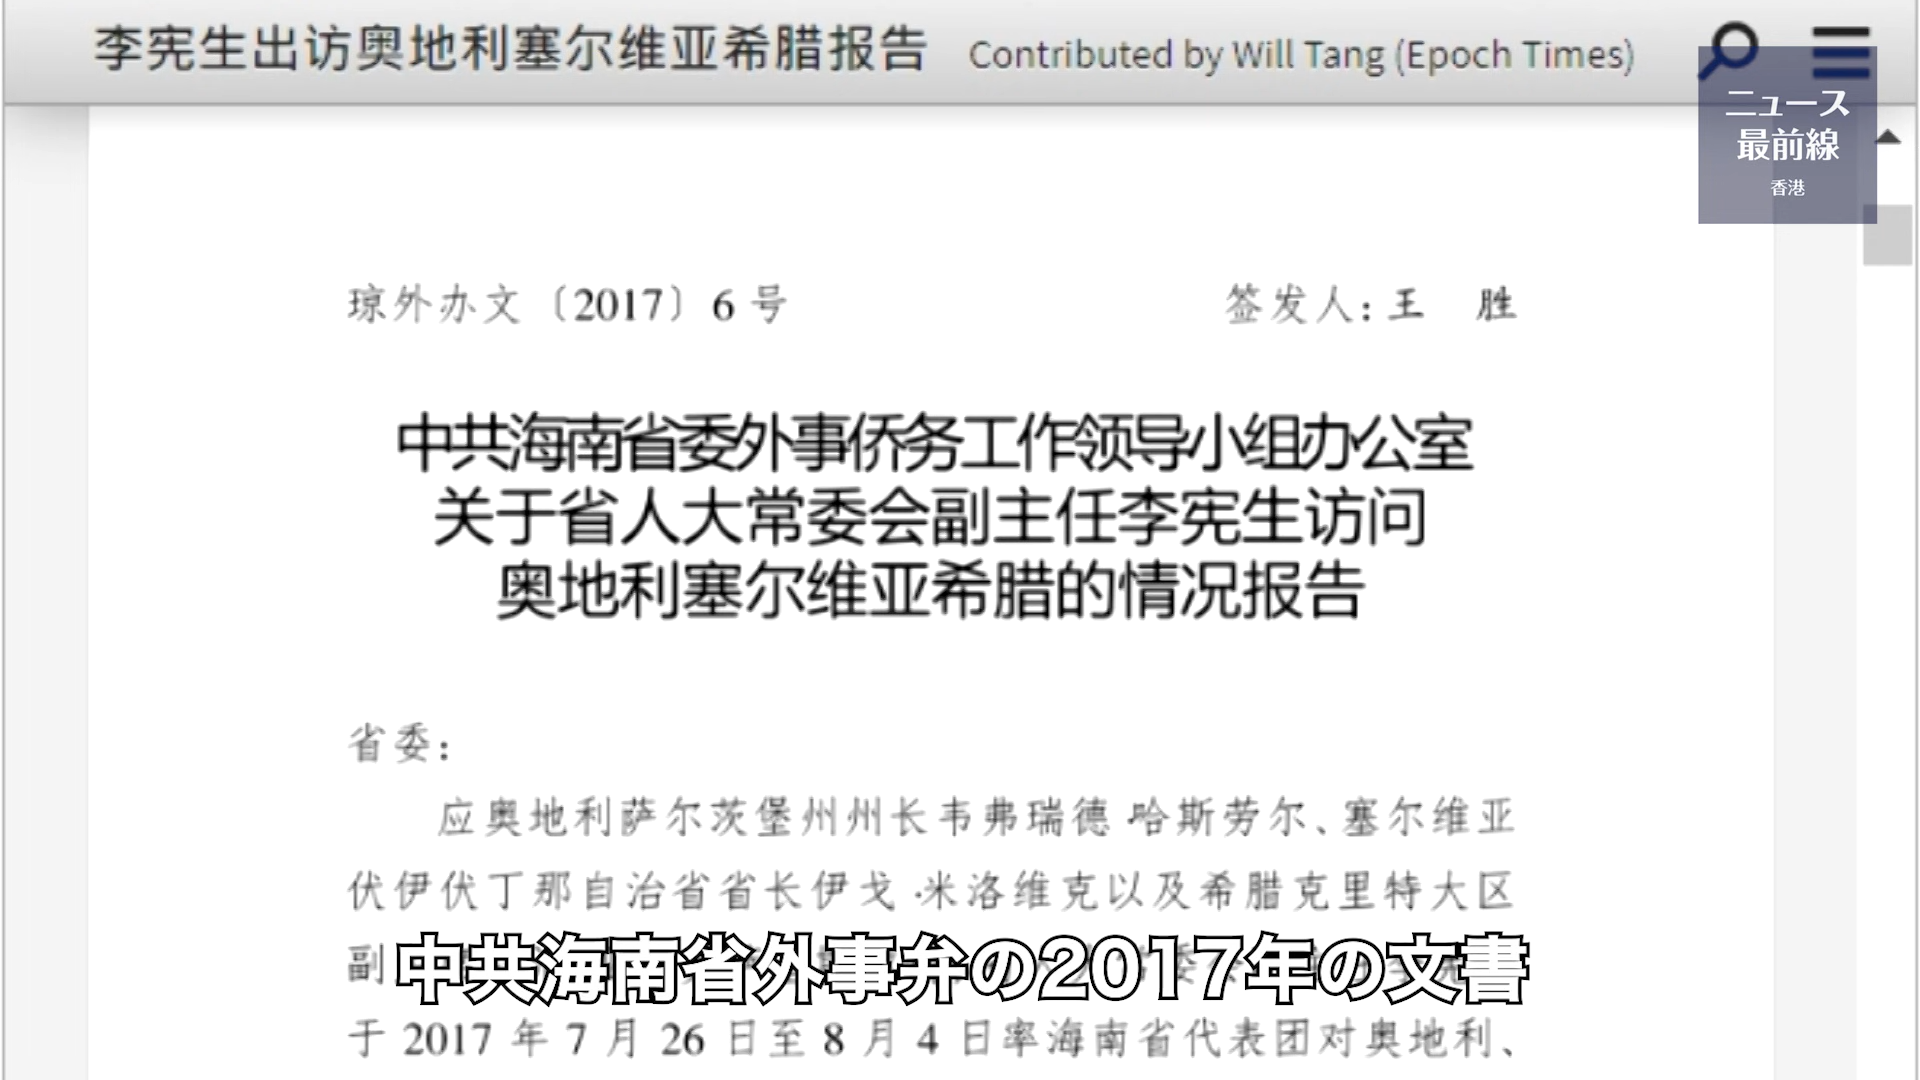 李宪生出访奥地利塞尔维亚希腊报告 Contributed by Will Tang (Epoch Times)
ニュース
最前線
香港
琼外办文〔2017〕6号 签发人：王 胜
中共海南省委外事侨务工作领导小组办公室
关于省人大常委会副主任李宪生访问
奥地利塞尔维亚希腊的情况报告
省委：
应奥地利萨尔茨堡州州长韦弗瑞德·哈斯劳尔、塞尔维亚
伏伊伏丁那自治省省长伊戈·米洛维克以及希腊克里特大区
副
中共海南省外事弁の2017年の文書
于 2017 年 7 月 26 日至 8 月 4 日率海南省代表团对奥地利、